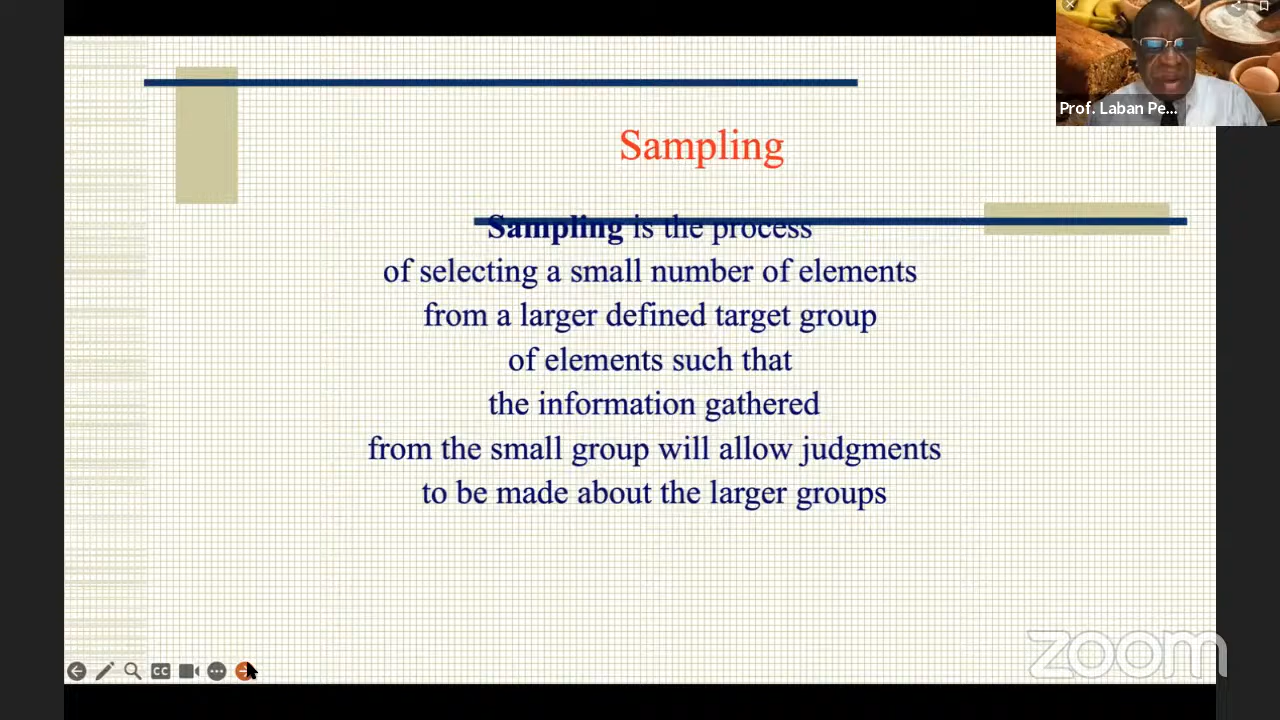 Prof. Laban Pe...
Sampling
Sampling is the process
of selecting a small number of elements
from a larger defined target group
of elements such that
the information gathered
from the small group will allow judgments
to be made about the larger groups
CC
zoom